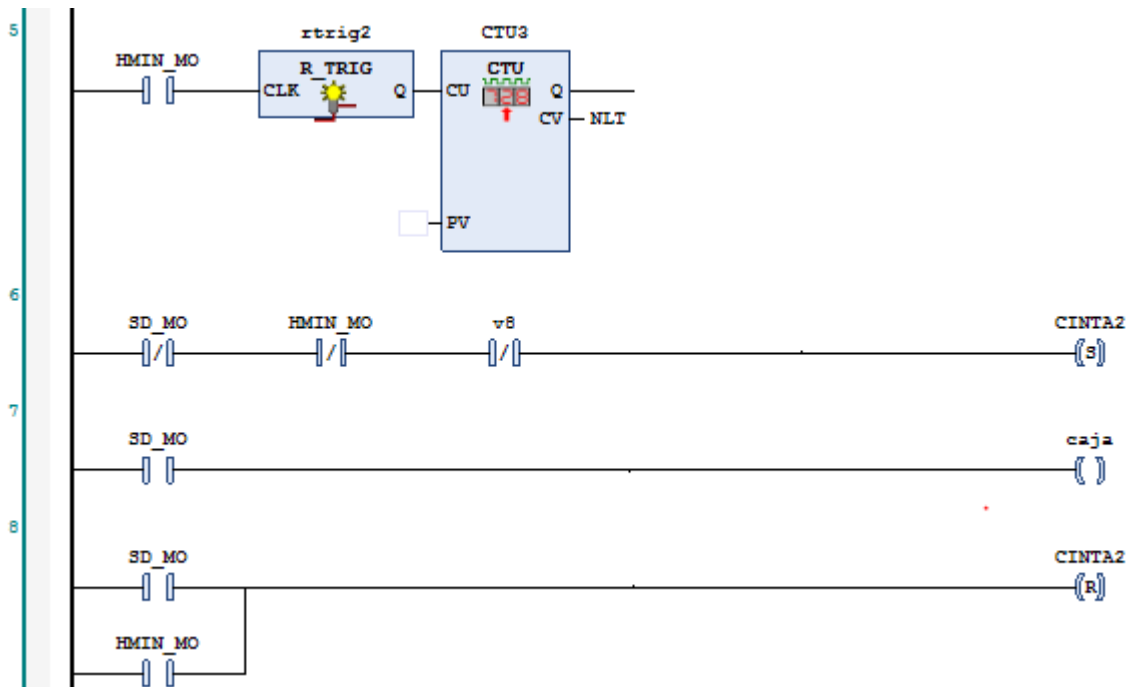 5
rtrig2
CTU3
HMIN_MO
R_TRIG
CTU
CLK
Q
CU
728
Q
CV
NLT
PV
6
SD_MO
HMIN_MO
v8
CINTA2
/
/
/
S
7
SD_MO
caja
8
SD_MO
CINTA2
R
HMIN_MO